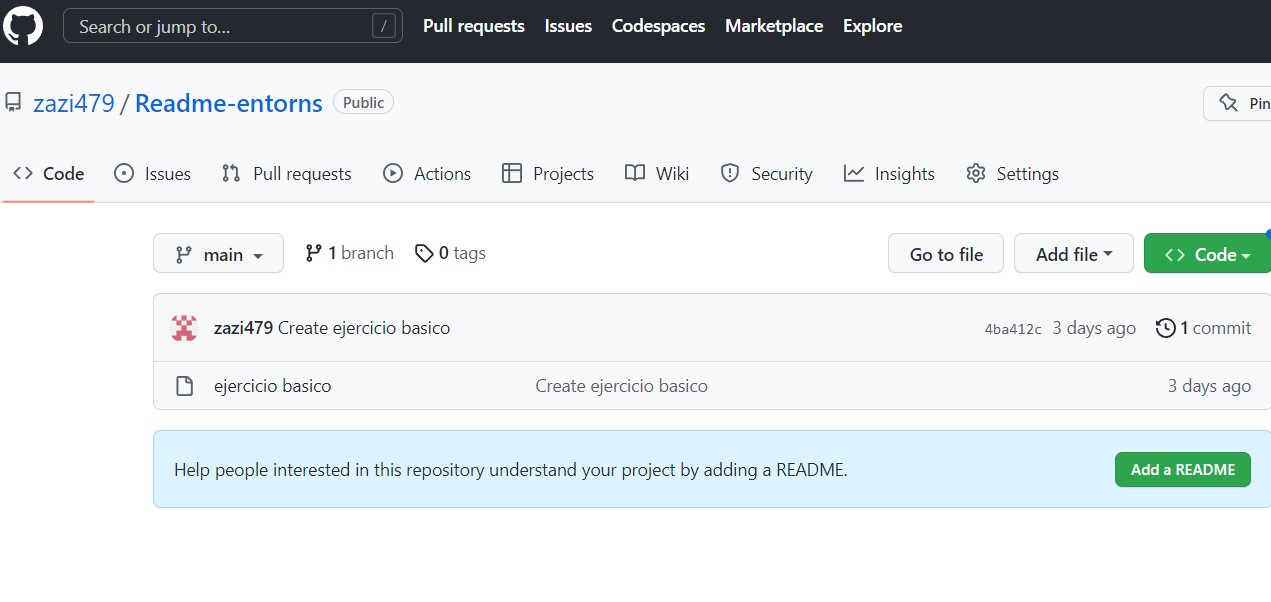 Search or jump to... / Pull requests Issues Codespaces Marketplace Explore
zazi479 / Readme-entorns Public Pin
<> Code Issues Pull requests Actions Projects Wiki Security Insights Settings
main 1 branch 0 tags Go to file Add file <> Code
zazi479 Create ejercicio basico 4ba412c 3 days ago 1 commit
ejercicio basico Create ejercicio basico 3 days ago
Help people interested in this repository understand your project by adding a README. Add a README